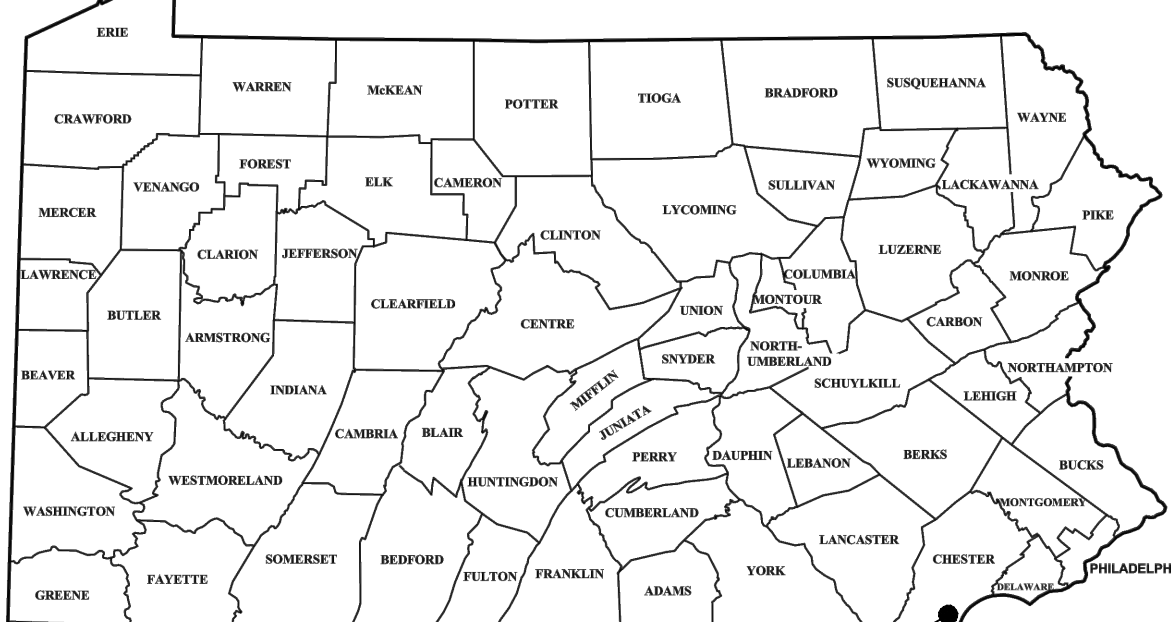 ERIE
WARREN
McKEAN
POTTER
TIOGA
BRADFORD
SUSQUEHANNA
WAYNE
CRAWFORD
FOREST
VENANGO
ELK
CAMERON
SULLIVAN
WYOMING
LACKAWANNA
MERCER
LYCOMING
PIKE
CLINTON
CLARION
JEFFERSON
LUZERNE
LAWRENCE
COLUMBIA
MONROE
CLEARFIELD
MONTOUR
UNION
BUTLER
CENTRE
CARBON
ARMSTRONG
NORTH-
UMBERLAND
SNYDER
NORTHAMPTON
BEAVER
INDIANA
MIFFLIN
SCHUYLKILL
LEHIGH
JUNIATA
ALLEGHENY
CAMBRIA
BLAIR
PERRY
DAUPHIN
LEBANON
BERKS
BUCKS
WESTMORELAND
HUNTINGDON
WASHINGTON
CUMBERLAND
MONTGOMERY
LANCASTER
SOMERSET
BEDFORD
CHESTER
FAYETTE
FULTON
FRANKLIN
YORK
PHILADELPH
GREENE
ADAMS
DELAWARE